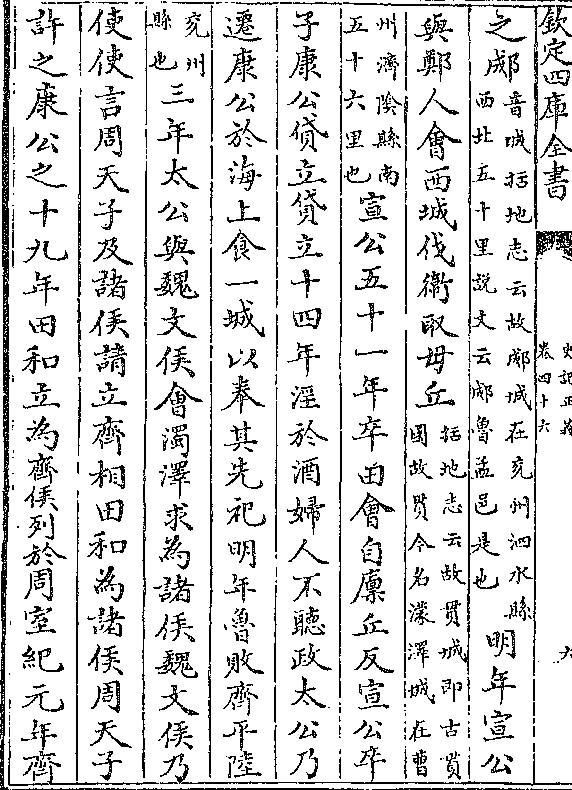 欽定四庫全書
史記正義
卷四十六
九
之郕
音城括地志云故郕城在兖州泗水縣
西北五十里説文云郕魯孟邑是也
明年宣公
與鄭人會西城伐衞取毋丘
括地志云故貫城即古貫
國故貫今名濛澤城在曹
州濟隂縣南
五十六里也
宣公五十一年卒田會自廩丘反宣公卒
子康公貸立貸立十四年淫於酒婦人不聽政太公乃
遷康公於海上食一城以奉其先祀明年魯敗齊平陸
兖州
縣也
三年太公與魏文侯會濁澤求為諸侯魏文侯乃
使使言周天子及諸侯請立齊相田和為諸侯周天子
許之康公之十九年田和立為齊侯列於周室紀元年齊